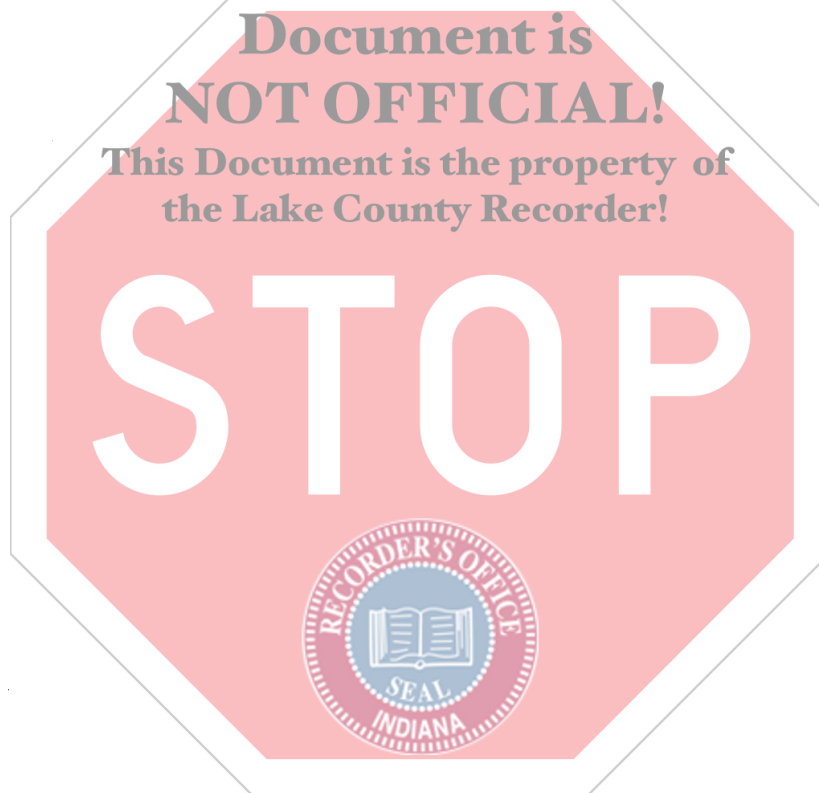 Document is
NOT OFFICIAL!
This Document is the property of
the Lake County Recorder!
STOP
RECORDER'S OFFICE
SEAL
INDIANA